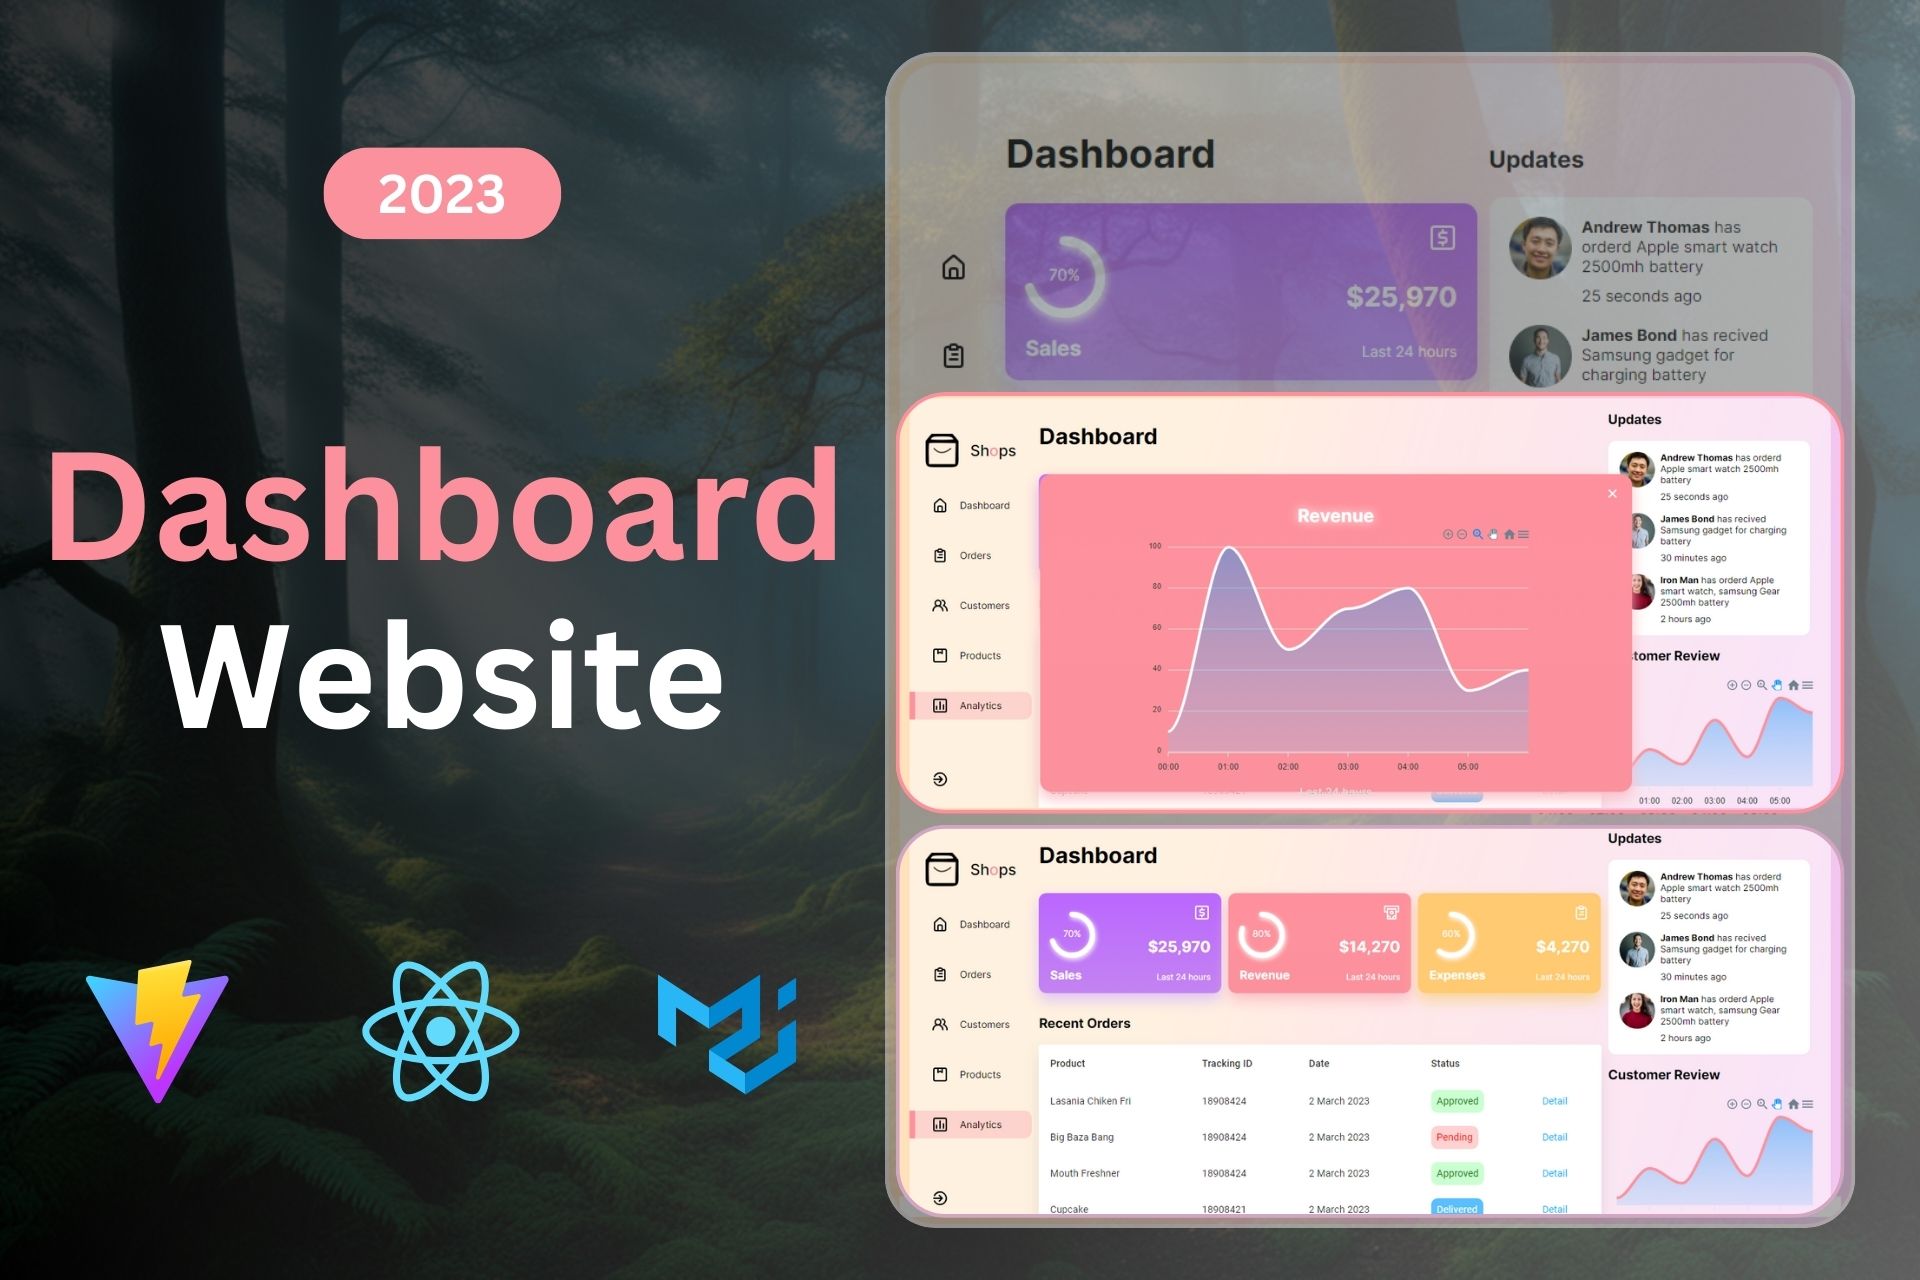 2023
Dashboard
Website
Dashboard
70%
$25,970
Sales
Last 24 hours
Updates
Andrew Thomas has
orderd Apple smart watch
2500mh battery
25 seconds ago
James Bond has recived
Samsung gadget for
charging battery
Shops
Dashboard
Orders
Customers
Products
Analytics
Dashboard
Revenue
100
80
60
40
20
0
00:00 01:00 02:00 03:00 04:00 05:00
Last 24 hours
Updates
Andrew Thomas has orderd
Apple smart watch 2500mh
battery
25 seconds ago
James Bond has recived
Samsung gadget for charging
battery
30 minutes ago
Iron Man has orderd Apple
smart watch, samsung Gear
2500mh battery
2 hours ago
tomer Review
01:00 02:00 03:00 04:00 05:00
Shops
Dashboard
Orders
Customers
Products
Analytics
Dashboard
70%
$25,970
Sales
Last 24 hours
80%
$14,270
Revenue
Last 24 hours
60%
$4,270
Expenses
Last 24 hours
Recent Orders
Product Tracking ID Date Status
Lasania Chiken Fri 18908424 2 March 2023 Approved Detail
Big Baza Bang 18908424 2 March 2023 Pending Detail
Mouth Freshner 18908424 2 March 2023 Approved Detail
Cupcake 18908421 2 March 2023 Delivered Detail
Updates
Andrew Thomas has orderd
Apple smart watch 2500mh
battery
25 seconds ago
James Bond has recived
Samsung gadget for charging
battery
30 minutes ago
Iron Man has orderd Apple
smart watch, samsung Gear
2500mh battery
2 hours ago
Customer Review